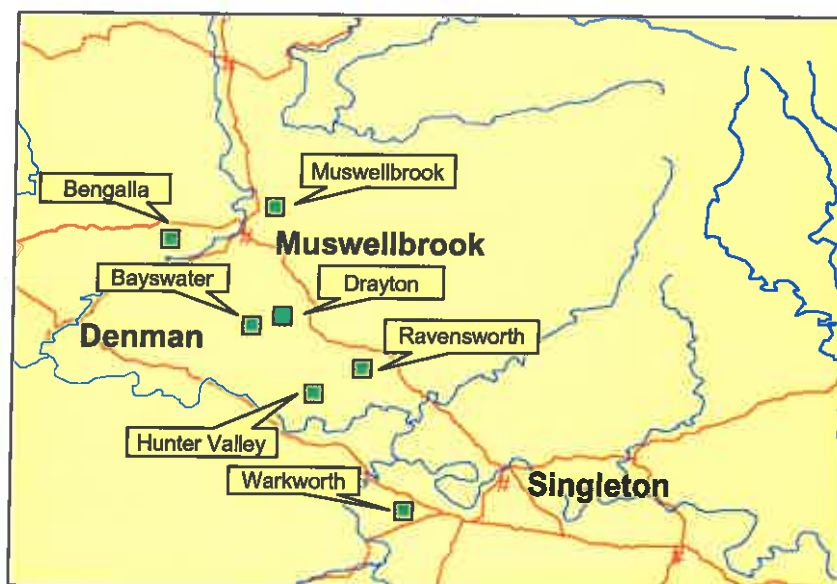 Muswellbrook
Bengalla
Muswellbrook
Bayswater
Drayton
Denman
Ravensworth
Hunter Valley
Warkworth
Singleton